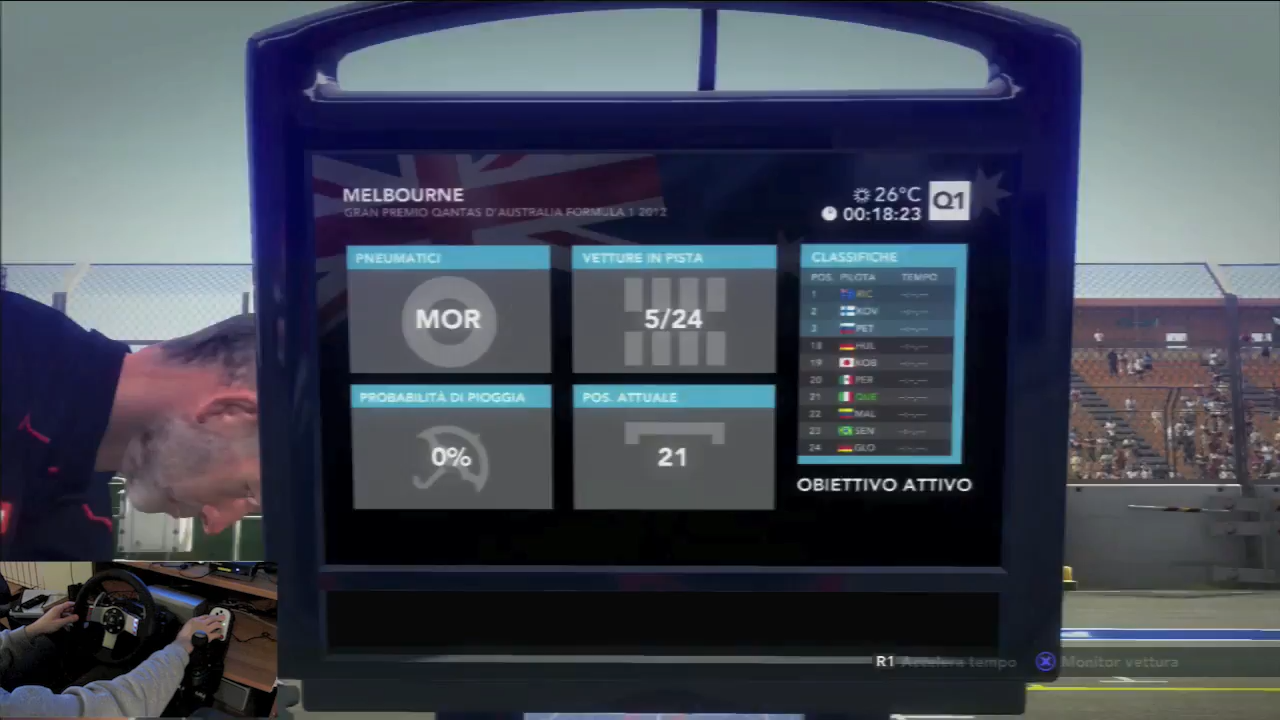 MELBOURNE
GRAN PREMIO QANTAS D'AUSTRALIA FORMULA 1 2012
26°C
00:18:23
Q1
PNEUMATICI
MOR
VETTURE IN PISTA
5/24
PROBABILITÀ DI PIOGGIA
0%
POS. ATTUALE
21
CLASSIFICHE
POS. PILOTA TEMPO
1 RIC --:--.---
2 KOV --:--.---
3 PET --:--.---
18 HUL --:--.---
19 KOB --:--.---
20 PER --:--.---
21 QUE --:--.---
22 MAL --:--.---
23 SEN --:--.---
24 GLO --:--.---
OBIETTIVO ATTIVO
R1 Accelera tempo
Monitor vettura